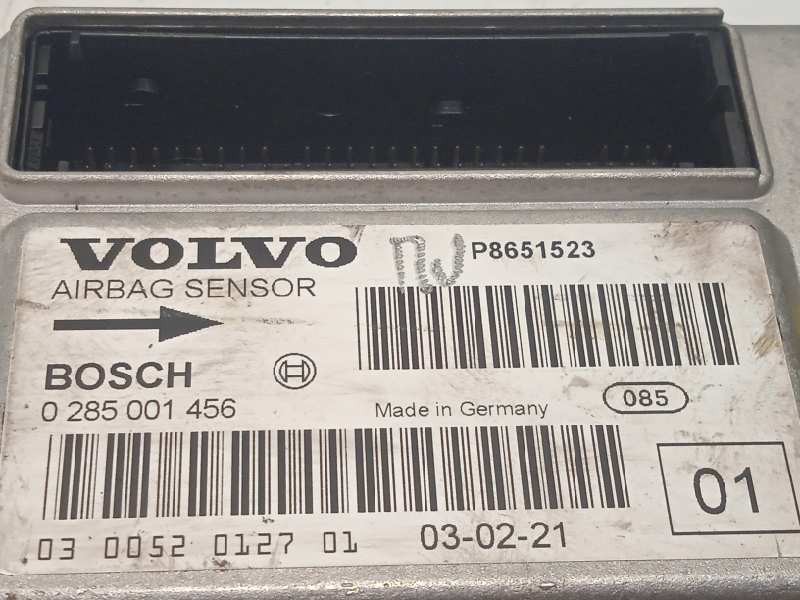 VOLVO
P8651523
AIRBAG SENSOR
BOSCH
0 285 001 456
Made in Germany
085
01
03 0052 0127 01
03-02-21